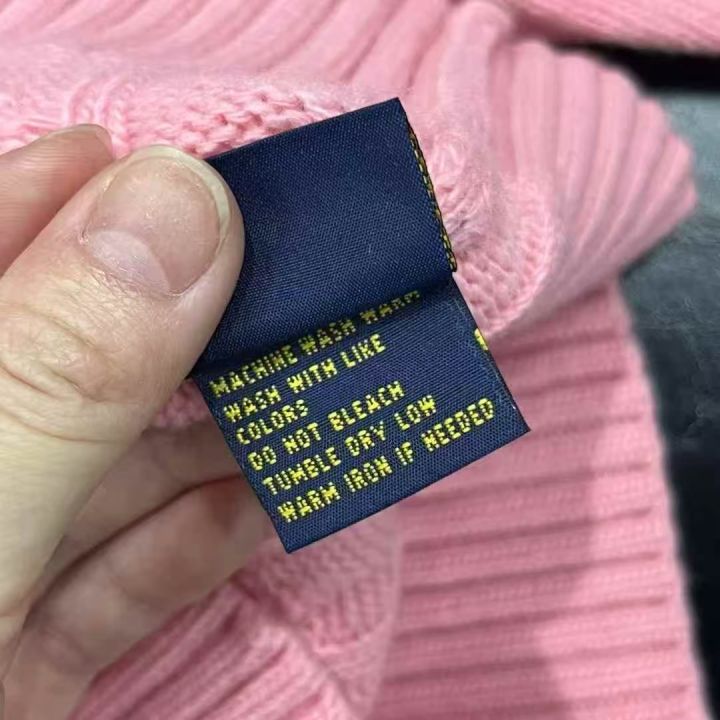 MACHINE WASH WARM
WASH WITH LIKE
COLORS
DO NOT BLEACH
TUMBLE DRY LOW
WARM IRON IF NEEDED